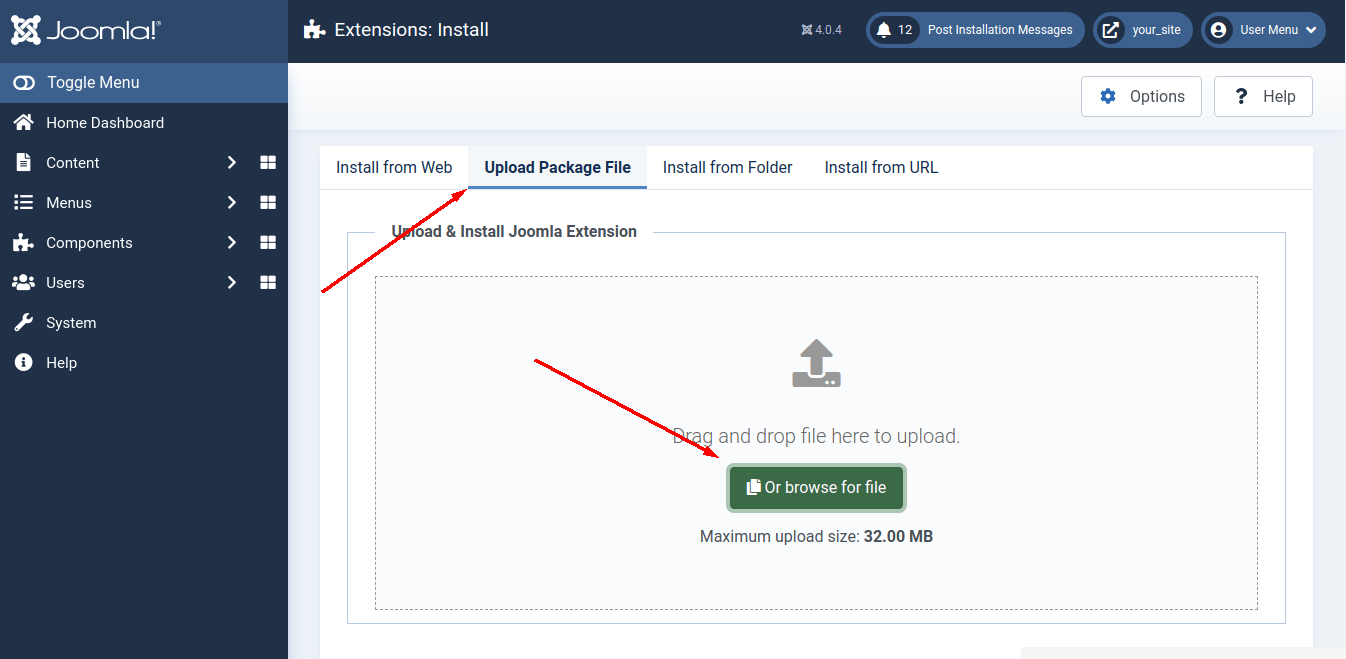 Joomla!®
Extensions: Install
4.0.4
12 Post Installation Messages
your_site
User Menu
Toggle Menu
Home Dashboard
Content
Menus
Components
Users
System
Help
Options
? Help
Install from Web
Upload Package File
Install from Folder
Install from URL
Upload & Install Joomla Extension
Drag and drop file here to upload.
Or browse for file
Maximum upload size: 32.00 MB